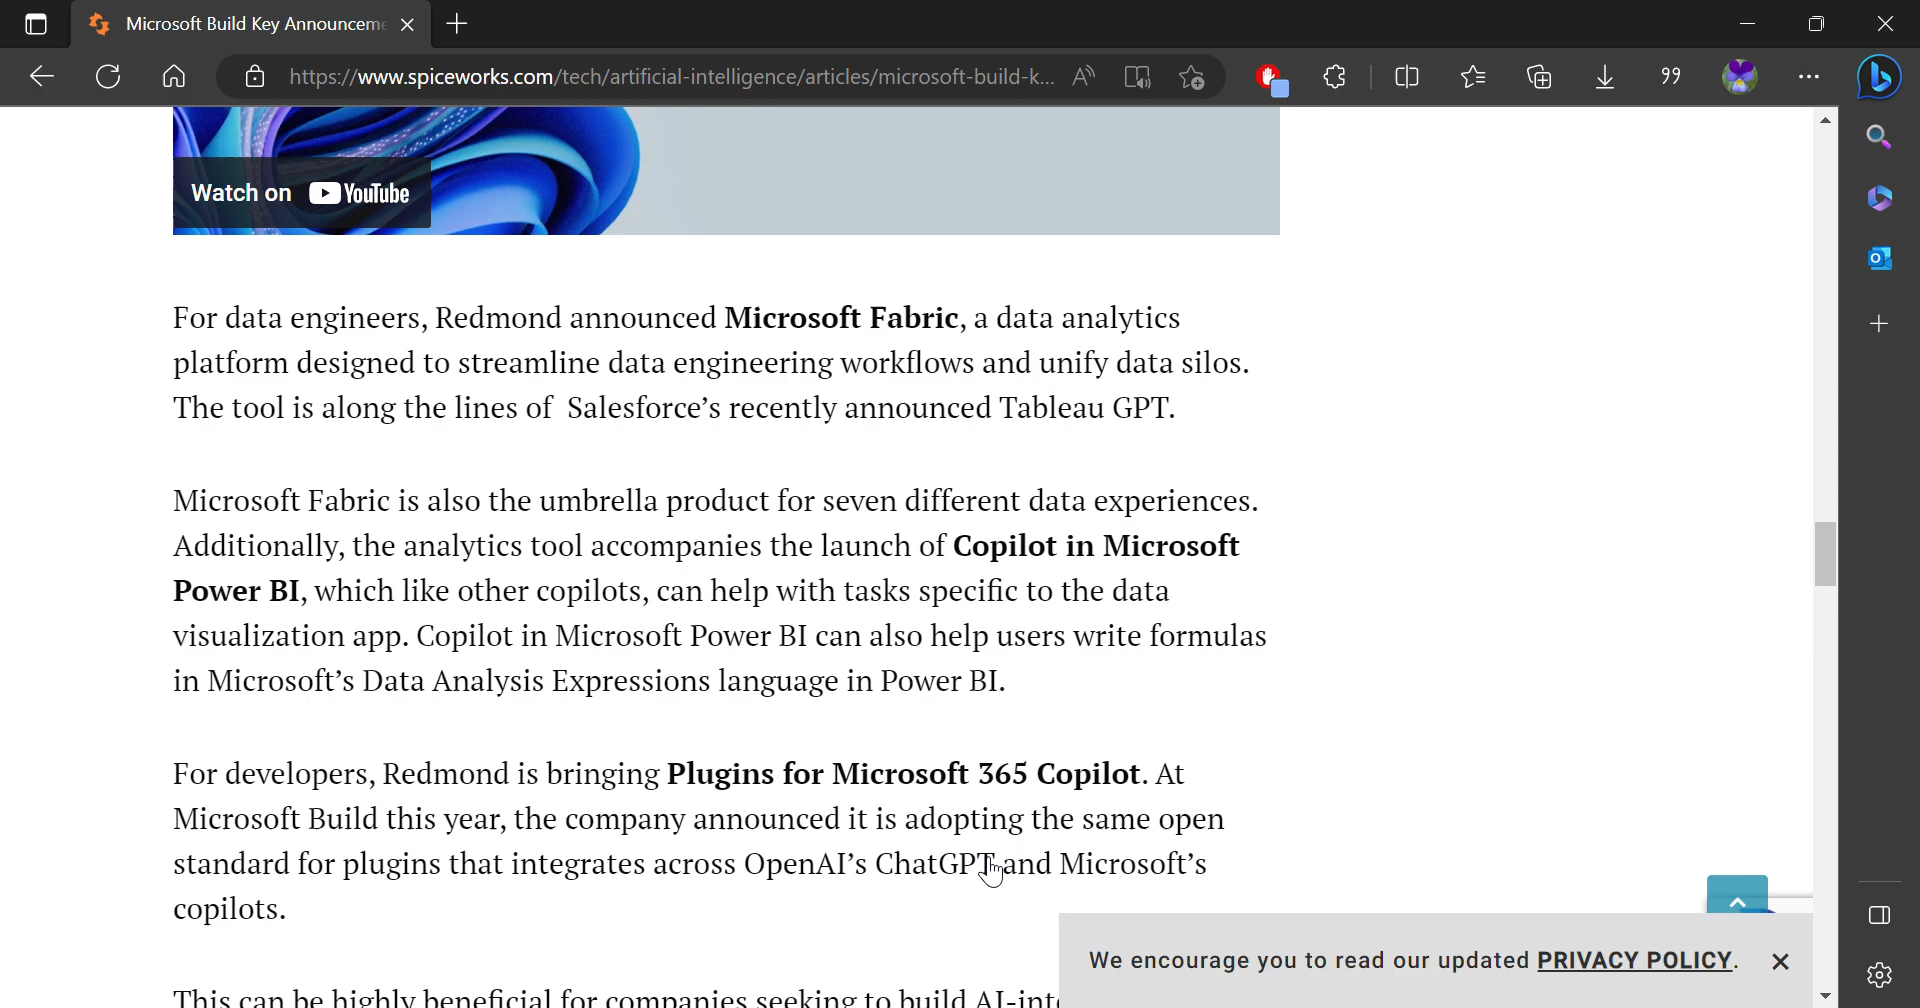 Microsoft Build Key Announceme
https://www.spiceworks.com/tech/artificial-intelligence/articles/microsoft-build-k...
Watch on YouTube
For data engineers, Redmond announced Microsoft Fabric, a data analytics
platform designed to streamline data engineering workflows and unify data silos.
The tool is along the lines of Salesforce’s recently announced Tableau GPT.
Microsoft Fabric is also the umbrella product for seven different data experiences.
Additionally, the analytics tool accompanies the launch of Copilot in Microsoft
Power BI, which like other copilots, can help with tasks specific to the data
visualization app. Copilot in Microsoft Power BI can also help users write formulas
in Microsoft’s Data Analysis Expressions language in Power BI.
For developers, Redmond is bringing Plugins for Microsoft 365 Copilot. At
Microsoft Build this year, the company announced it is adopting the same open
standard for plugins that integrates across OpenAI’s ChatGPT and Microsoft’s
copilots.
We encourage you to read our updated PRIVACY POLICY.
This can be highly beneficial for companies seeking to build AI-inte